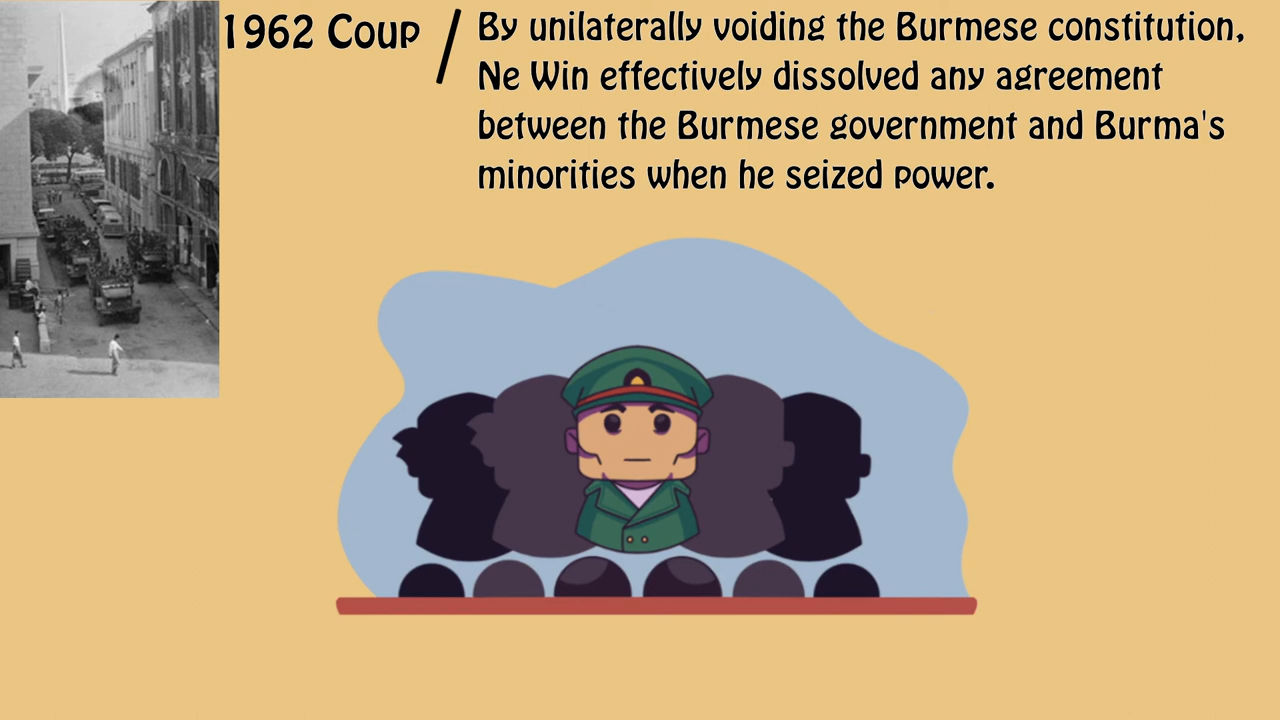 1962 Coup /
By unilaterally voiding the Burmese constitution,
Ne Win effectively dissolved any agreement
between the Burmese government and Burma's
minorities when he seized power.